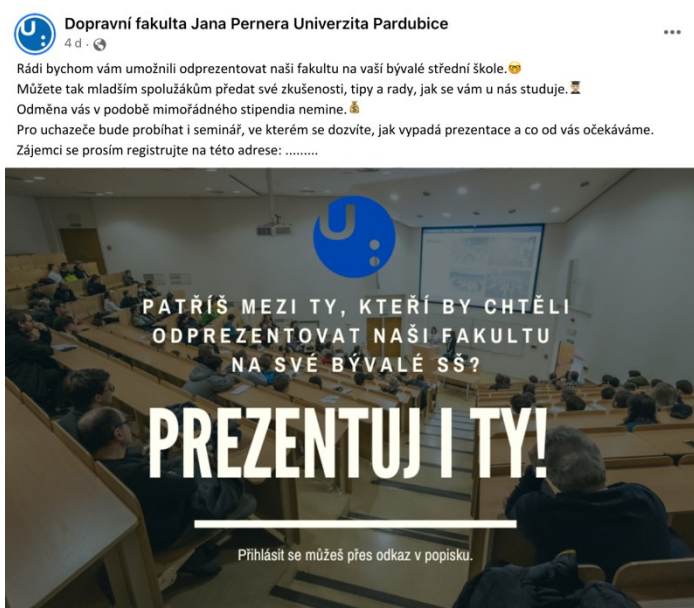 Dopravní fakulta Jana Pernera Univerzita Pardubice
4 d ·
Rádi bychom vám umožnili odprezentovat naši fakultu na vaší bývalé střední škole.🤓
Můžete tak mladším spolužákům předat své zkušenosti, tipy a rady, jak se vám u nás studuje.👨🏼‍🎓
Odměna vás v podobě mimořádného stipendia nemine.💰
Pro uchazeče bude probíhat i seminář, ve kterém se dozvíte, jak vypadá prezentace a co od vás očekáváme.
Zájemci se prosím registrujte na této adrese: .........
PATŘÍŠ MEZI TY, KTEŘÍ BY CHTĚLI
ODPREZENTOVAT NAŠI FAKULTU
NA SVÉ BÝVALÉ SŠ?
PREZENTUJ I TY!
Přihlásit se můžeš přes odkaz v popisku.